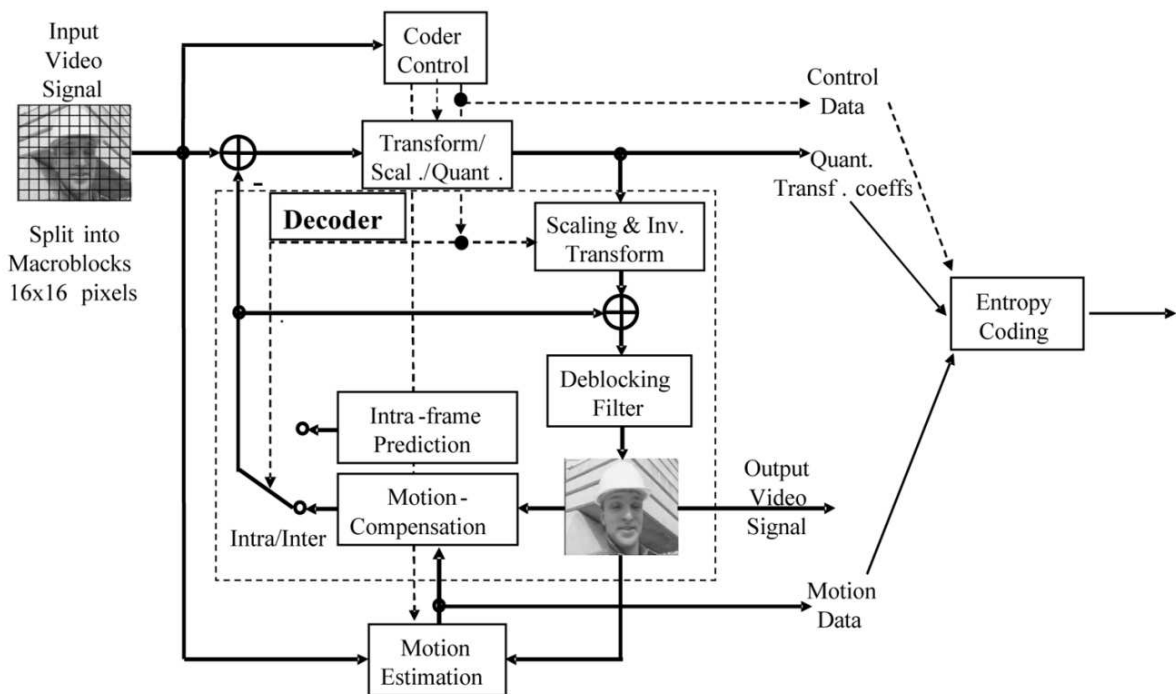 Input
Video
Signal
Split into
Macroblocks
16x16 pixels
Coder
Control
Transform/
Scal./Quant.
-
Decoder
Scaling & Inv.
Transform
Deblocking
Filter
Intra-frame
Prediction
Motion-
Compensation
Intra/Inter
Motion
Estimation
Control
Data
Quant.
Transf. coeffs
Entropy
Coding
Output
Video
Signal
Motion
Data